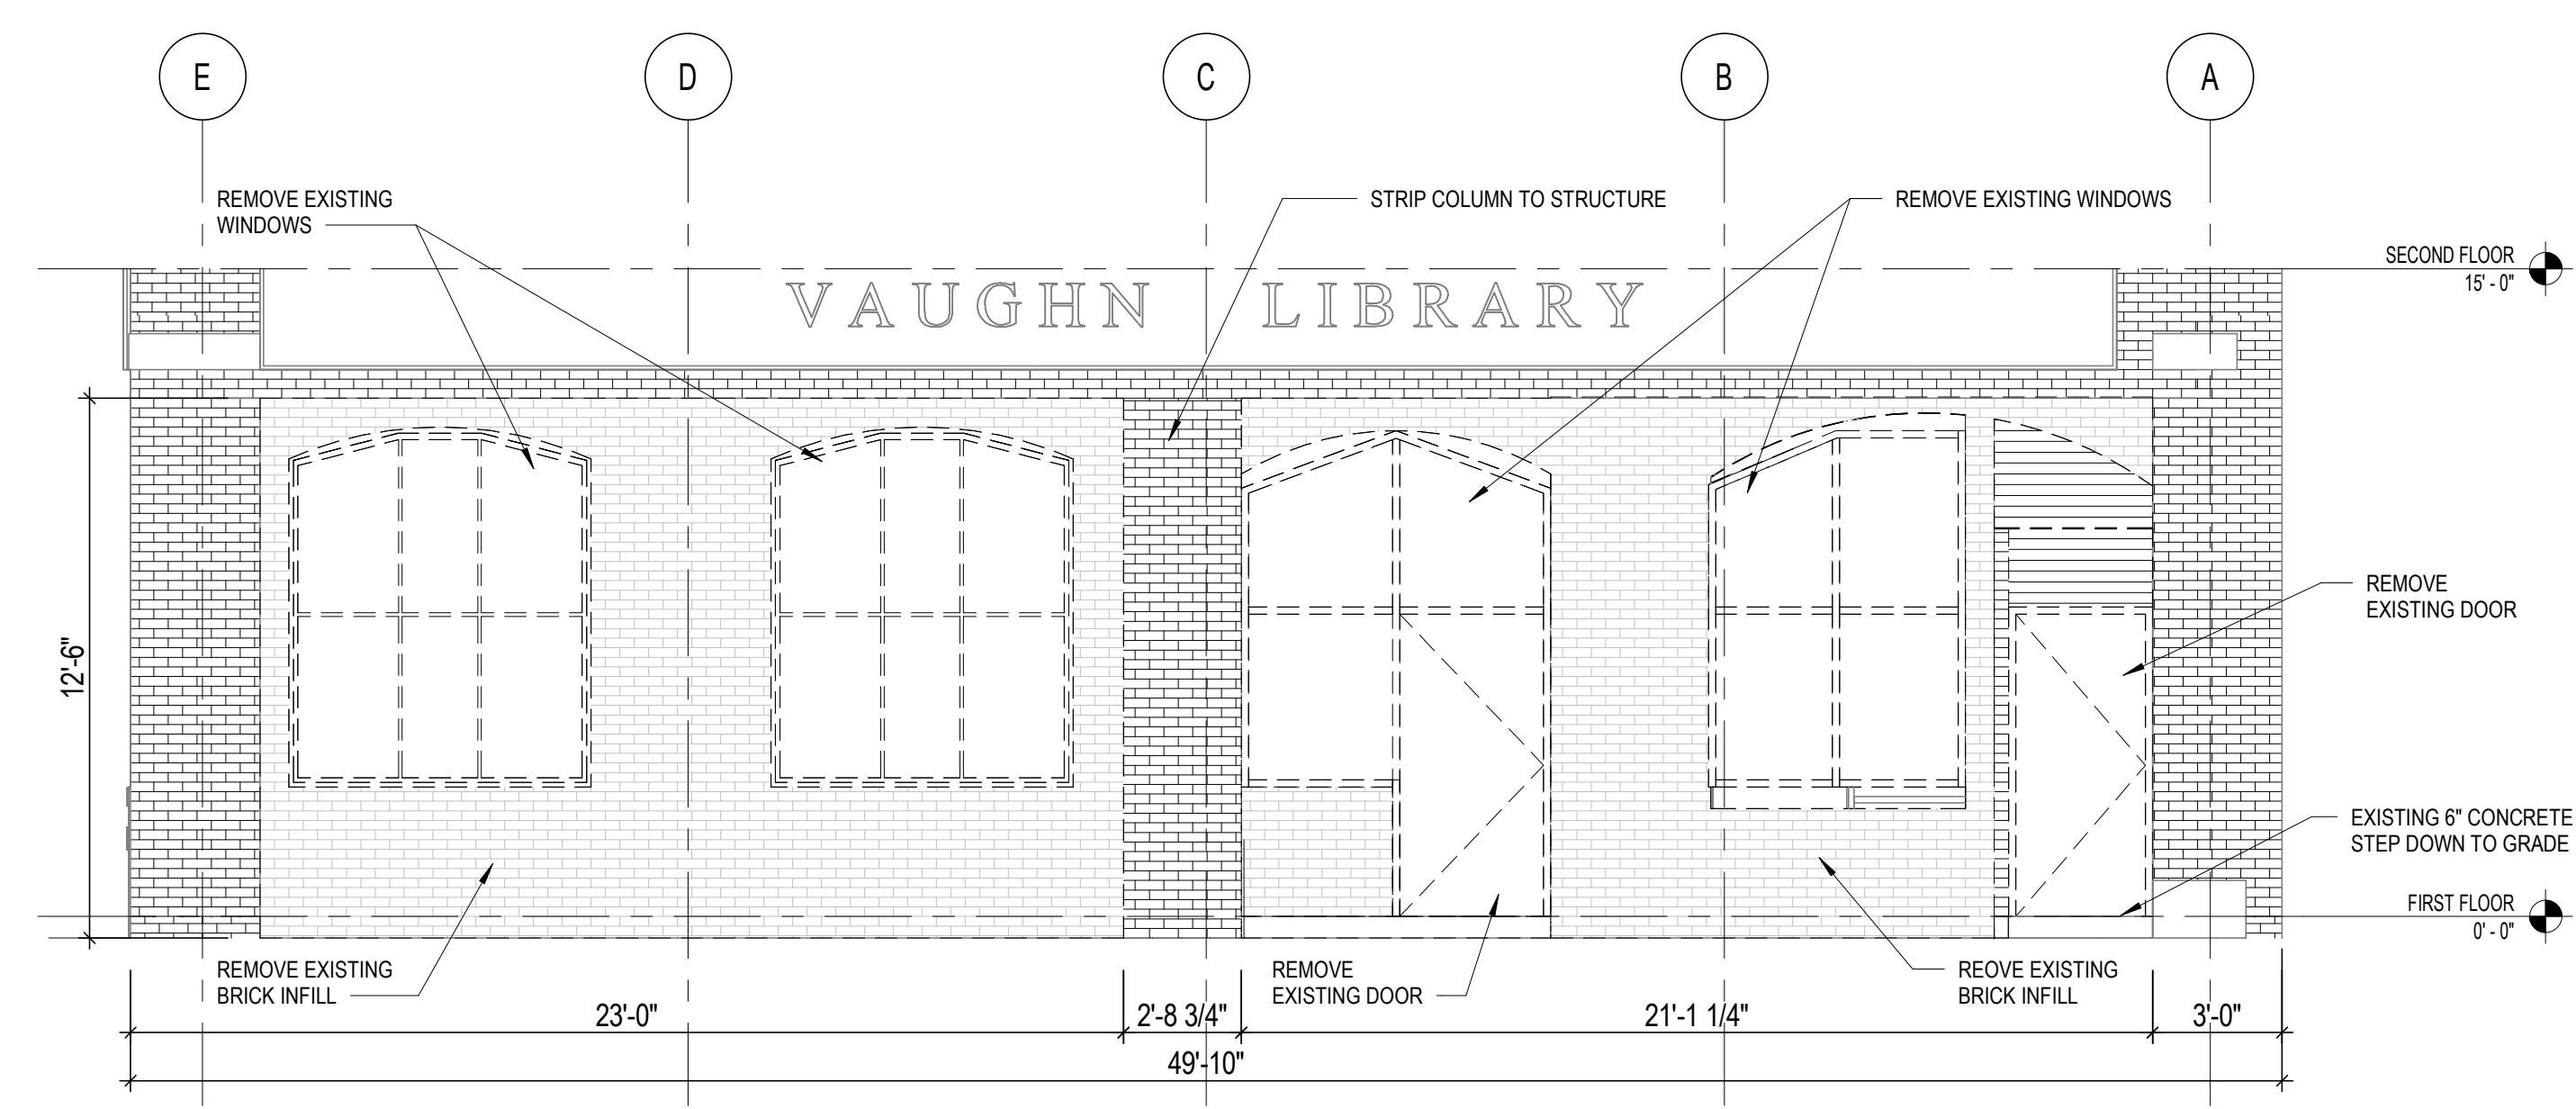 E D C B A
REMOVE EXISTING
WINDOWS
STRIP COLUMN TO STRUCTURE
REMOVE EXISTING WINDOWS
SECOND FLOOR
15' - 0"
VAUGHN LIBRARY
REMOVE
EXISTING DOOR
12'-6"
EXISTING 6" CONCRETE
STEP DOWN TO GRADE
FIRST FLOOR
0' - 0"
REMOVE EXISTING
BRICK INFILL
REMOVE
EXISTING DOOR
REOVE EXISTING
BRICK INFILL
23'-0" 2'-8 3/4" 21'-1 1/4" 3'-0"
49'-10"